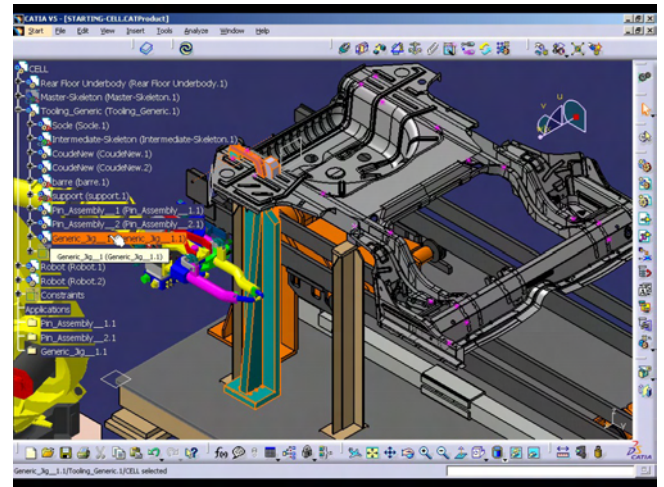 CATIA V5 - [STARTING-CELL.CATProduct]
Start File Edit View Insert Tools Analyze Window Help
CELL
Rear Floor Underbody (Rear Floor Underbody.1)
Master-Skeleton (Master-Skeleton.1)
Tooling_Generic (Tooling_Generic.1)
Socle (Socle.1)
Intermediate-Skeleton (Intermediate-Skeleton.1)
CoudeNew (CoudeNew.1)
CoudeNew (CoudeNew.2)
barre (barre.1)
support (support.1)
Pin_Assembly__1 (Pin_Assembly__1.1)
Pin_Assembly__2 (Pin_Assembly__2.1)
Generic_Jig__1 (Generic_Jig__1.1)
Generic_Jig__1 (Generic_Jig__1.1)
Robot (Robot.1)
Robot (Robot.2)
Constraints
Applications
Pin_Assembly__1.1
Pin_Assembly__2.1
Generic_Jig__1.1
CATIA
Generic_Jig__1.1/Tooling_Generic.1/CELL selected